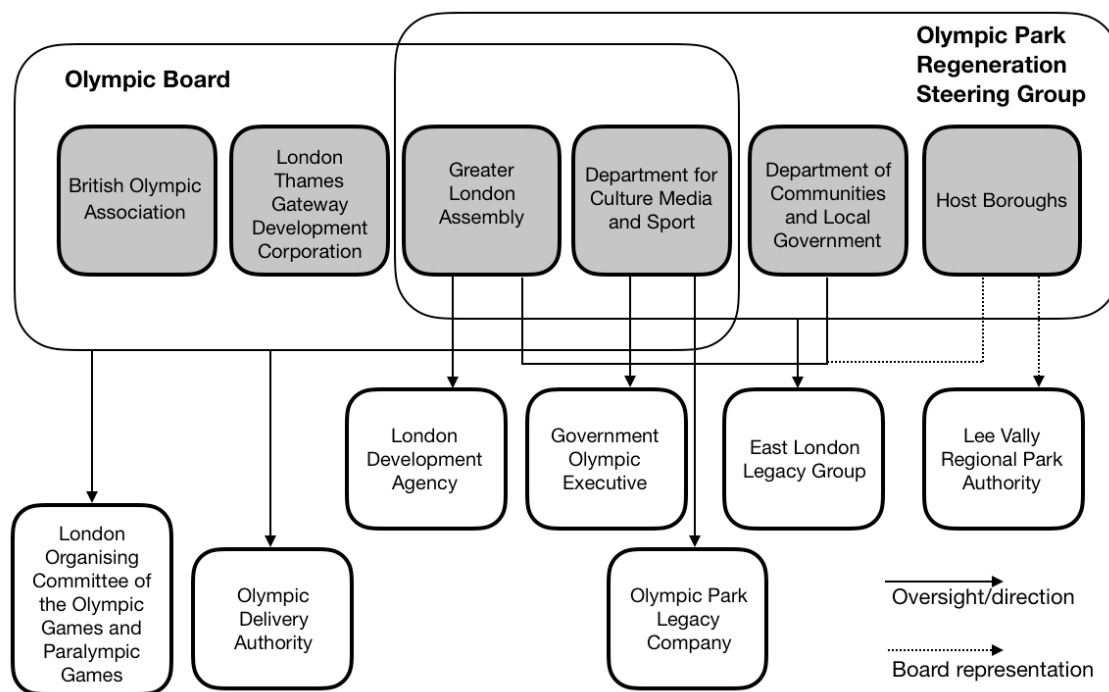 Olympic Board
Olympic Park
Regeneration
Steering Group
British Olympic
Association
London
Thames
Gateway
Development
Corporation
Greater
London
Assembly
Department for
Culture Media
and Sport
Department of
Communities
and Local
Government
Host Boroughs
London
Development
Agency
Government
Olympic
Executive
East London
Legacy Group
Lee Vally
Regional Park
Authority
London
Organising
Committee of
the Olympic
Games and
Paralympic
Games
Olympic
Delivery
Authority
Olympic Park
Legacy
Company
Oversight/direction
Board representation